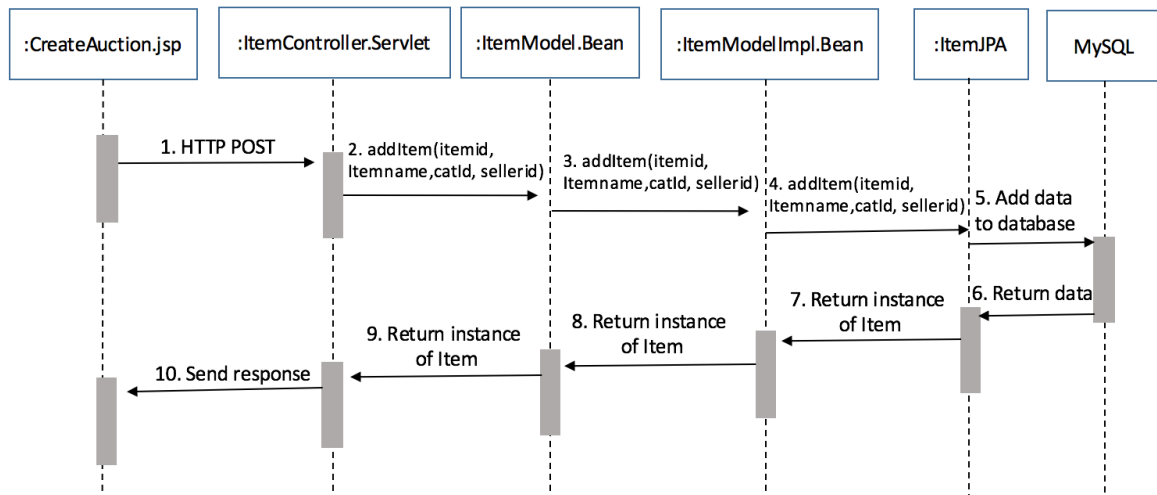 :CreateAuction.jsp
:ItemController.Servlet
:ItemModel.Bean
:ItemModelImpl.Bean
:ItemJPA
MySQL
1. HTTP POST
2. addItem(itemid,
Itemname,catId, sellerid)
3. addItem(itemid,
Itemname,catId, sellerid)
4. addItem(itemid,
Itemname,catId, sellerid)
5. Add data
to database
6. Return data
7. Return instance
of Item
8. Return instance
of Item
9. Return instance
of Item
10. Send response